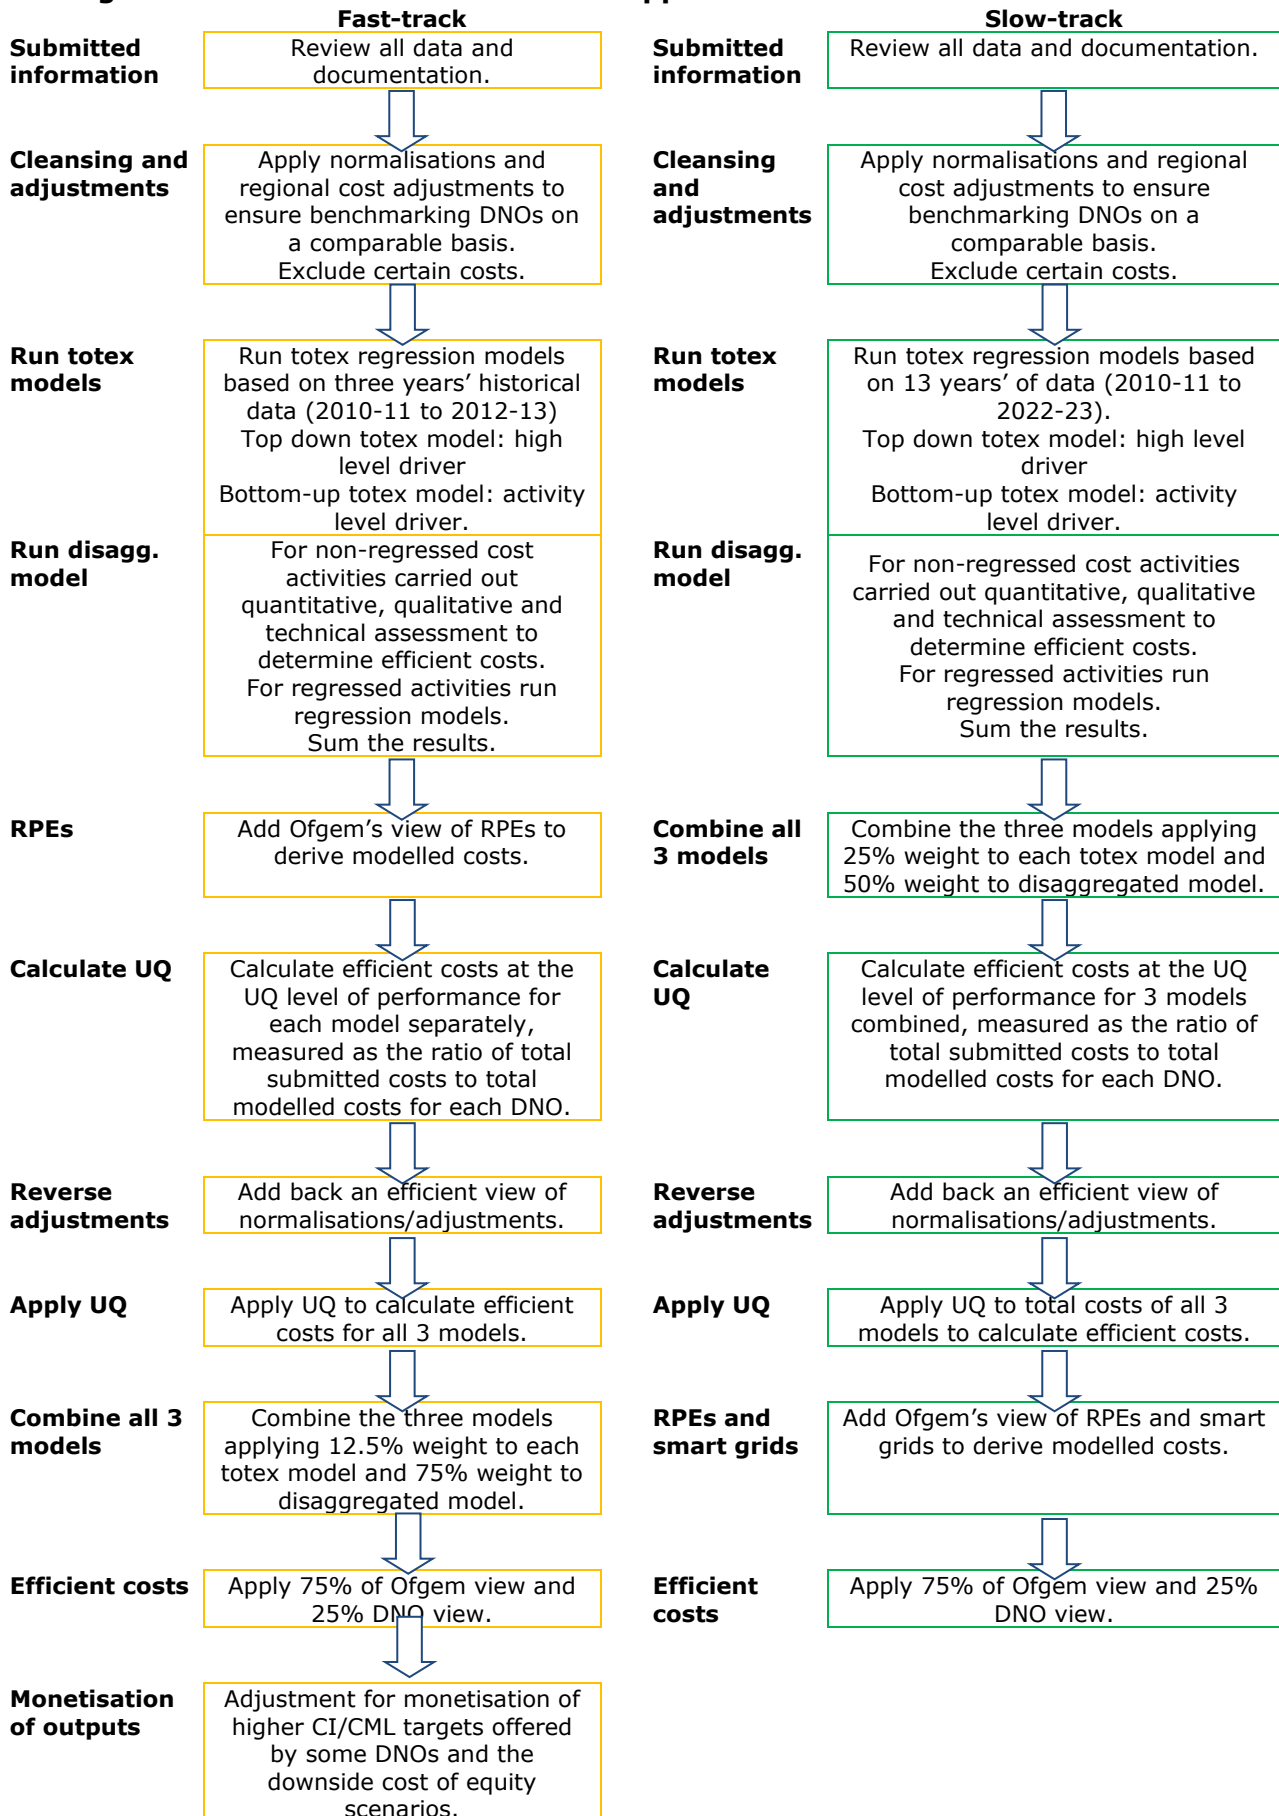 Fast-track
Submitted
information
Review all data and
documentation.
Cleansing and
adjustments
Apply normalisations and
regional cost adjustments to
ensure benchmarking DNOs on
a comparable basis.
Exclude certain costs.
Run totex
models
Run totex regression models
based on three years’ historical
data (2010-11 to 2012-13)
Top down totex model: high
level driver
Bottom-up totex model: activity
level driver.
Run disagg.
model
For non-regressed cost
activities carried out
quantitative, qualitative and
technical assessment to
determine efficient costs.
For regressed activities run
regression models.
Sum the results.
RPEs
Add Ofgem’s view of RPEs to
derive modelled costs.
Calculate UQ
Calculate efficient costs at the
UQ level of performance for
each model separately,
measured as the ratio of total
submitted costs to total
modelled costs for each DNO.
Reverse
adjustments
Add back an efficient view of
normalisations/adjustments.
Apply UQ
Apply UQ to calculate efficient
costs for all 3 models.
Combine all 3
models
Combine the three models
applying 12.5% weight to each
totex model and 75% weight to
disaggregated model.
Efficient costs
Apply 75% of Ofgem view and
25% DNO view.
Monetisation
of outputs
Adjustment for monetisation of
higher CI/CML targets offered
by some DNOs and the
downside cost of equity
scenarios.
Slow-track
Submitted
information
Review all data and documentation.
Cleansing
and
adjustments
Apply normalisations and regional
cost adjustments to ensure
benchmarking DNOs on a
comparable basis.
Exclude certain costs.
Run totex
models
Run totex regression models based
on 13 years’ of data (2010-11 to
2022-23).
Top down totex model: high level
driver
Bottom-up totex model: activity
level driver.
Run disagg.
model
For non-regressed cost activities
carried out quantitative, qualitative
and technical assessment to
determine efficient costs.
For regressed activities run
regression models.
Sum the results.
Combine all
3 models
Combine the three models applying
25% weight to each totex model and
50% weight to disaggregated model.
Calculate
UQ
Calculate efficient costs at the UQ
level of performance for 3 models
combined, measured as the ratio of
total submitted costs to total
modelled costs for each DNO.
Reverse
adjustments
Add back an efficient view of
normalisations/adjustments.
Apply UQ
Apply UQ to total costs of all 3
models to calculate efficient costs.
RPEs and
smart grids
Add Ofgem’s view of RPEs and smart
grids to derive modelled costs.
Efficient
costs
Apply 75% of Ofgem view and 25%
DNO view.